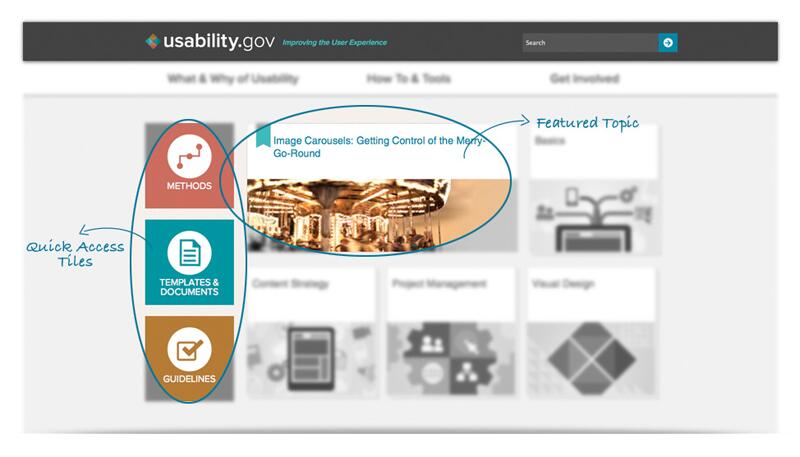 usability.gov Improving the User Experience
Search
What & Why of Usability How To & Tools Get Involved
Featured Topic
Image Carousels: Getting Control of the Merry-
Go-Round
Basics
METHODS
Quick Access
Tiles
TEMPLATES &
DOCUMENTS
Content Strategy Project Management Visual Design
GUIDELINES